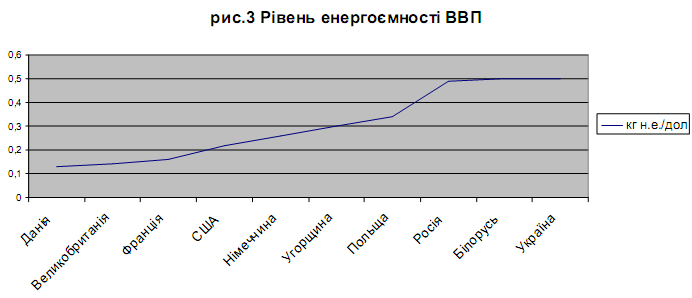 рис.3 Рівень енергоємності ВВП
0,6
0,5
0,4
0,3
0,2
0,1
0
кг н.е./дол
Данія
Великобританія
Франція
США
Німеччина
Угорщина
Польща
Росія
Білорусь
Україна